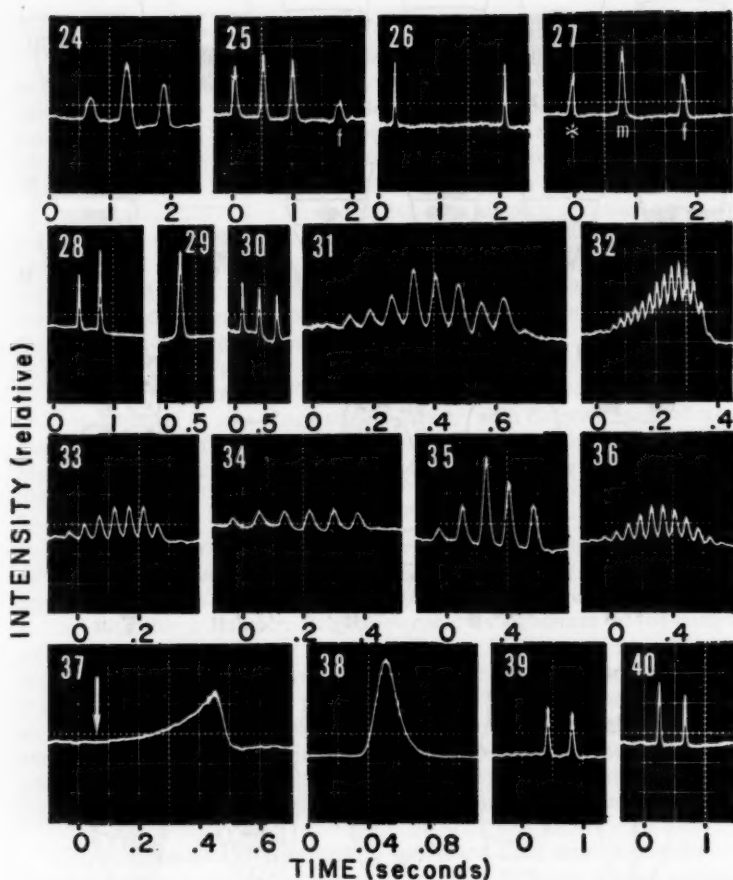 24 25 26 27
f * m f
0 1 2 0 1 2 0 1 2 0 1 2
28 29 30 31 32
0 1 0 .5 0 .5 0 .2 .4 .6 0 .2 .4
33 34 35 36
0 .2 0 .2 .4 0 .4 0 .4
37 38 39 40
0 .2 .4 .6 0 .04 .08 0 1 0 1
TIME (seconds)
INTENSITY (relative)